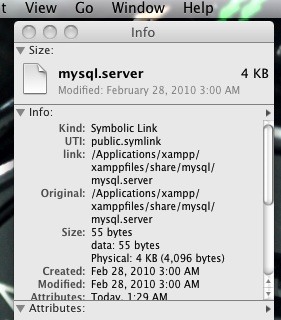 t View Go Window Help
Info
Size:
mysql.server 4 KB
Modified: February 28, 2010 3:00 AM
Info:
Kind: Symbolic Link
UTI: public.symlink
link: /Applications/xampp/
xamppfiles/share/mysql/
mysql.server
Original: /Applications/xampp/
xamppfiles/share/mysql/
mysql.server
Size: 55 bytes
data: 55 bytes
Physical: 4 KB (4,096 bytes)
Created: Feb 28, 2010 3:00 AM
Modified: Feb 28, 2010 3:00 AM
Attributes: Today, 1:29 AM
Attributes: